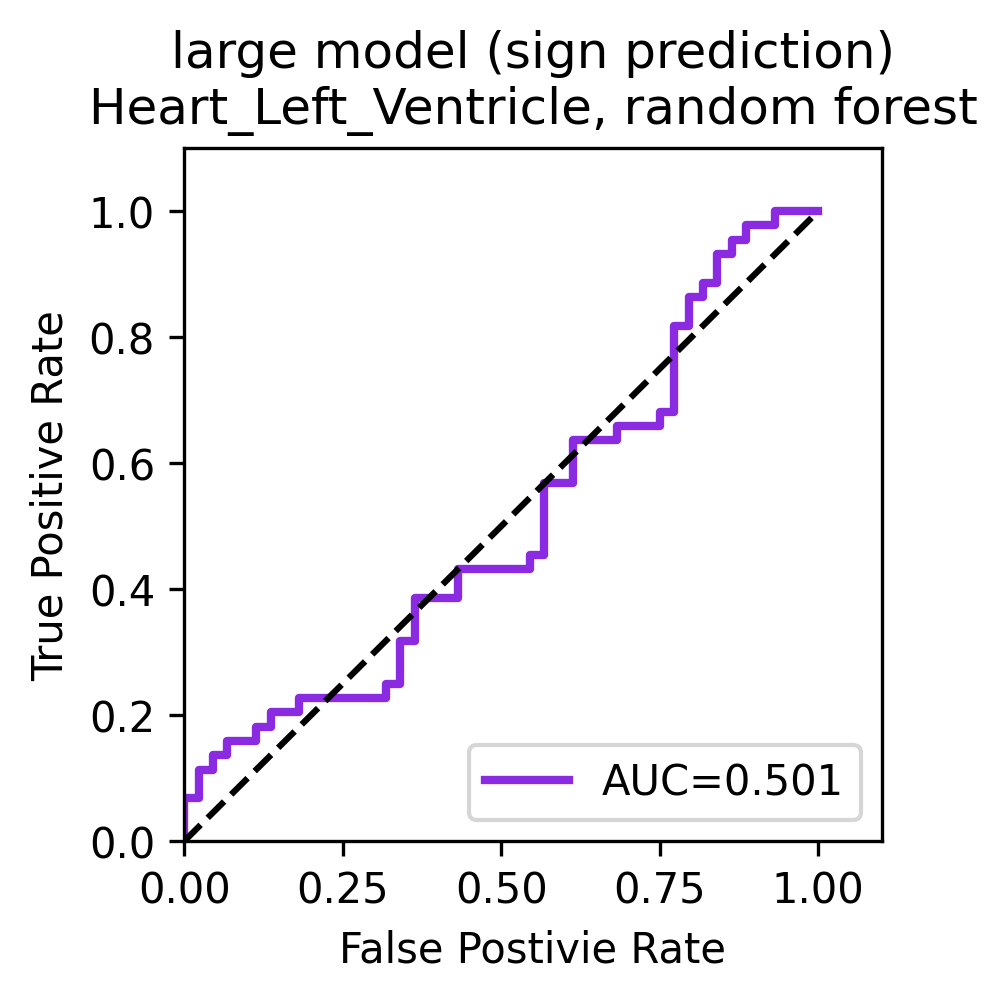 large model (sign prediction)
Heart_Left_Ventricle, random forest
True Positive Rate
1.0
0.8
0.6
0.4
0.2
0.0
AUC=0.501
0.00 0.25 0.50 0.75 1.00
False Postivie Rate